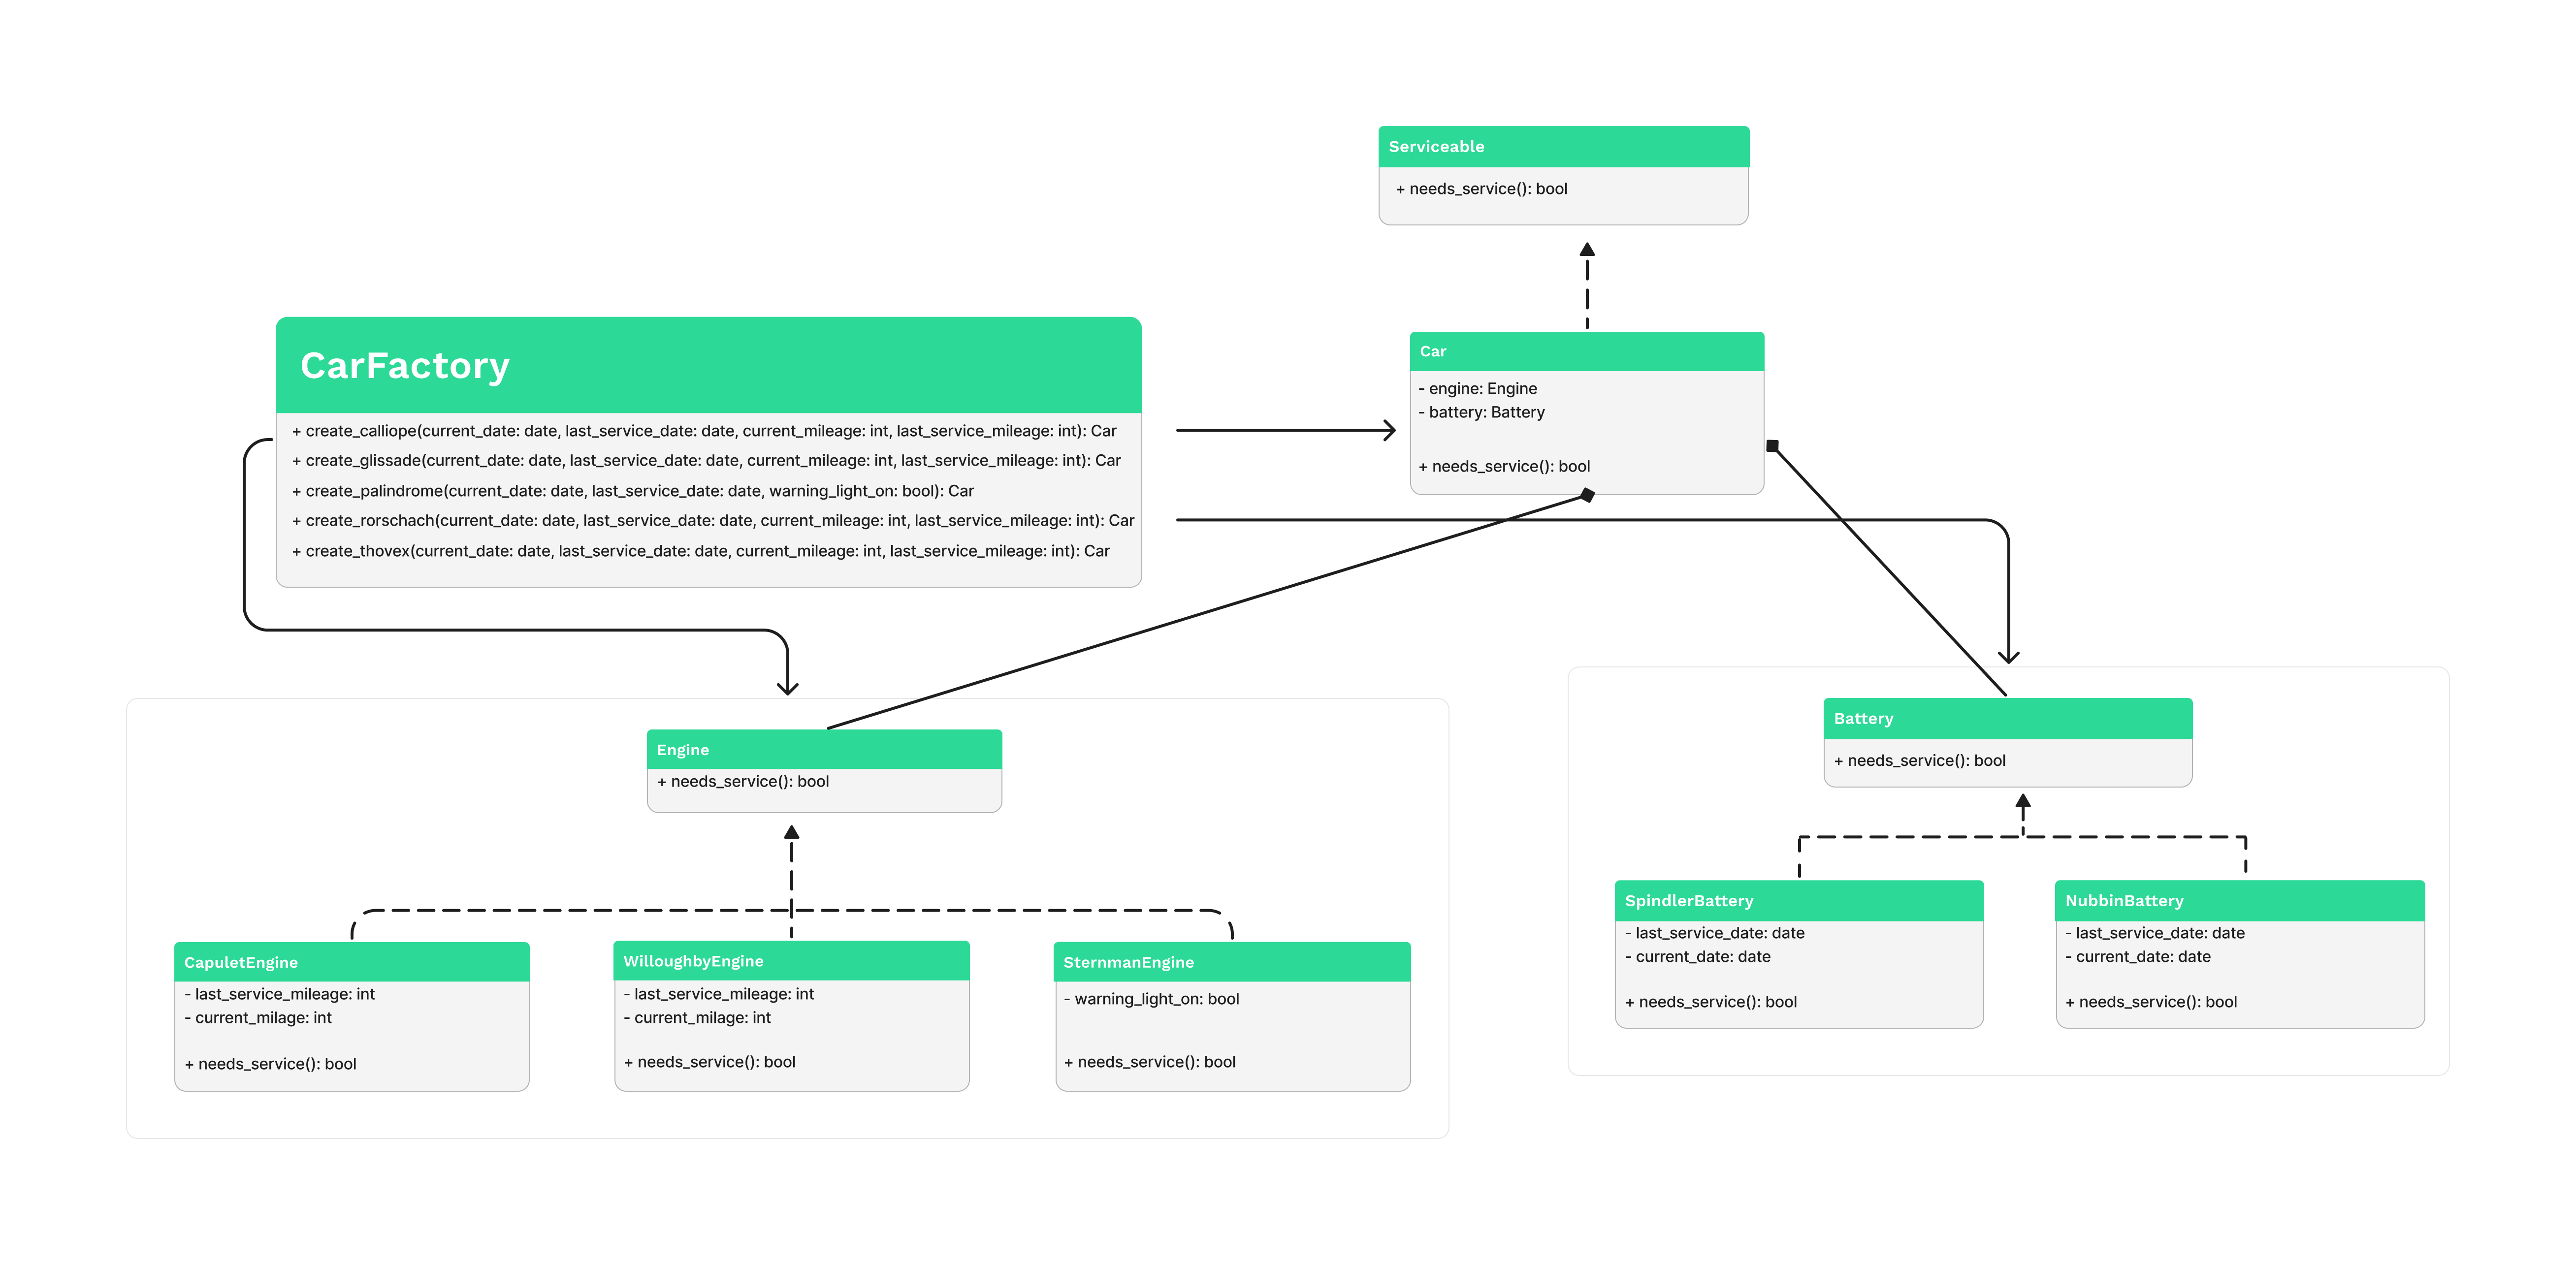 Serviceable
+ needs_service(): bool
CarFactory
+ create_calliope(current_date: date, last_service_date: date, current_mileage: int, last_service_mileage: int): Car
+ create_glissade(current_date: date, last_service_date: date, current_mileage: int, last_service_mileage: int): Car
+ create_palindrome(current_date: date, last_service_date: date, warning_light_on: bool): Car
+ create_rorschach(current_date: date, last_service_date: date, current_mileage: int, last_service_mileage: int): Car
+ create_thovex(current_date: date, last_service_date: date, current_mileage: int, last_service_mileage: int): Car
Car
- engine: Engine
- battery: Battery
+ needs_service(): bool
Engine
+ needs_service(): bool
Battery
+ needs_service(): bool
CapuletEngine
- last_service_mileage: int
- current_milage: int
+ needs_service(): bool
WilloughbyEngine
- last_service_mileage: int
- current_milage: int
+ needs_service(): bool
SternmanEngine
- warning_light_on: bool
+ needs_service(): bool
SpindlerBattery
- last_service_date: date
- current_date: date
+ needs_service(): bool
NubbinBattery
- last_service_date: date
- current_date: date
+ needs_service(): bool